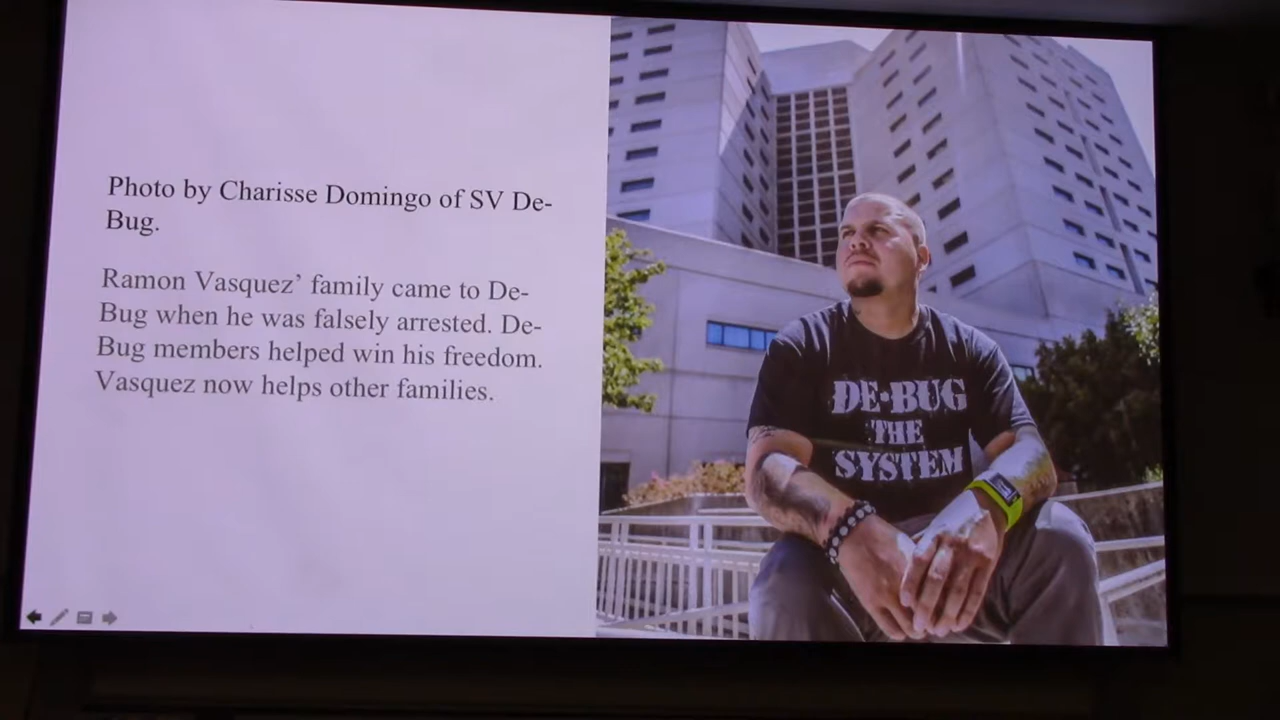 Photo by Charisse Domingo of SV De-
Bug.
Ramon Vasquez’ family came to De-
Bug when he was falsely arrested. De-
Bug members helped win his freedom.
Vasquez now helps other families.
DE-BUG
THE
SYSTEM